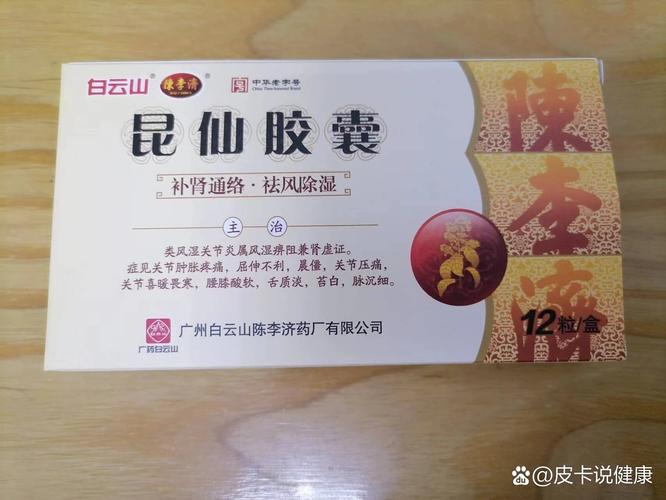 白云山® 陳李濟®
中华老字号
China Time-honored Brand
昆仙胶囊
补肾通络·祛风除湿
主治
类风湿关节炎属风湿痹阻兼肾虚证。
症见关节肿胀疼痛,屈伸不利,晨僵,关节压痛,
关节喜暖畏寒,腰膝酸软,舌质淡,苔白,脉沉细。
广药白云山
广州白云山陈李济药厂有限公司
陳
李
濟
12粒/盒
皮卡说健康